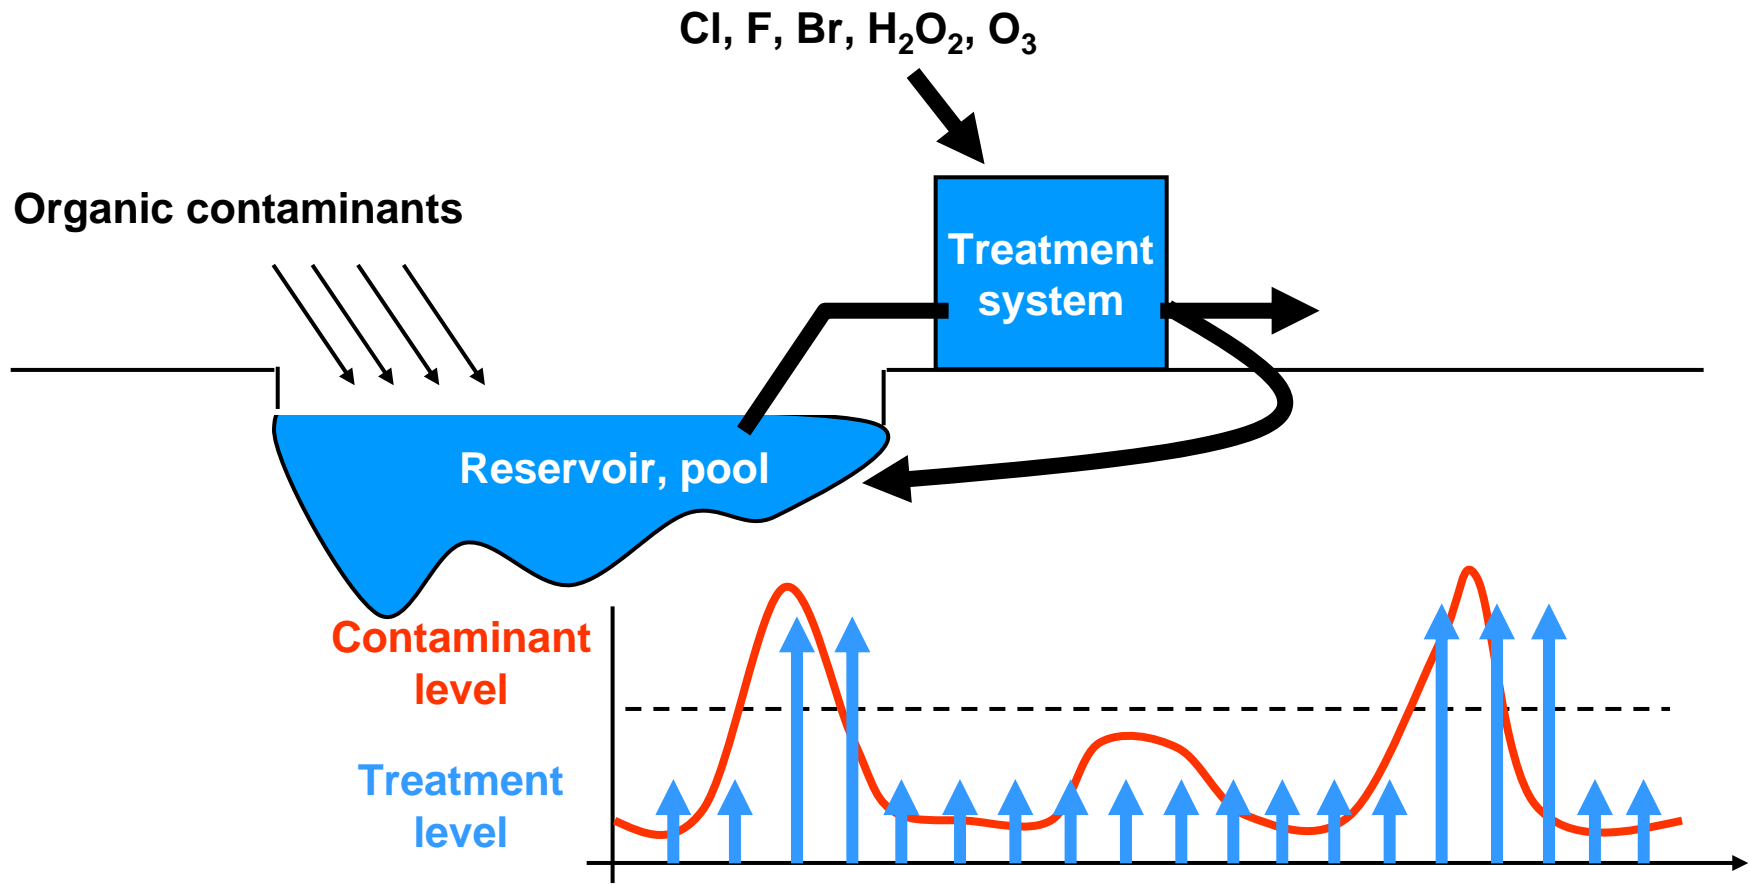 Cl, F, Br, H₂O₂, O₃
Organic contaminants
Treatment
system
Reservoir, pool
Contaminant
level
Treatment
level